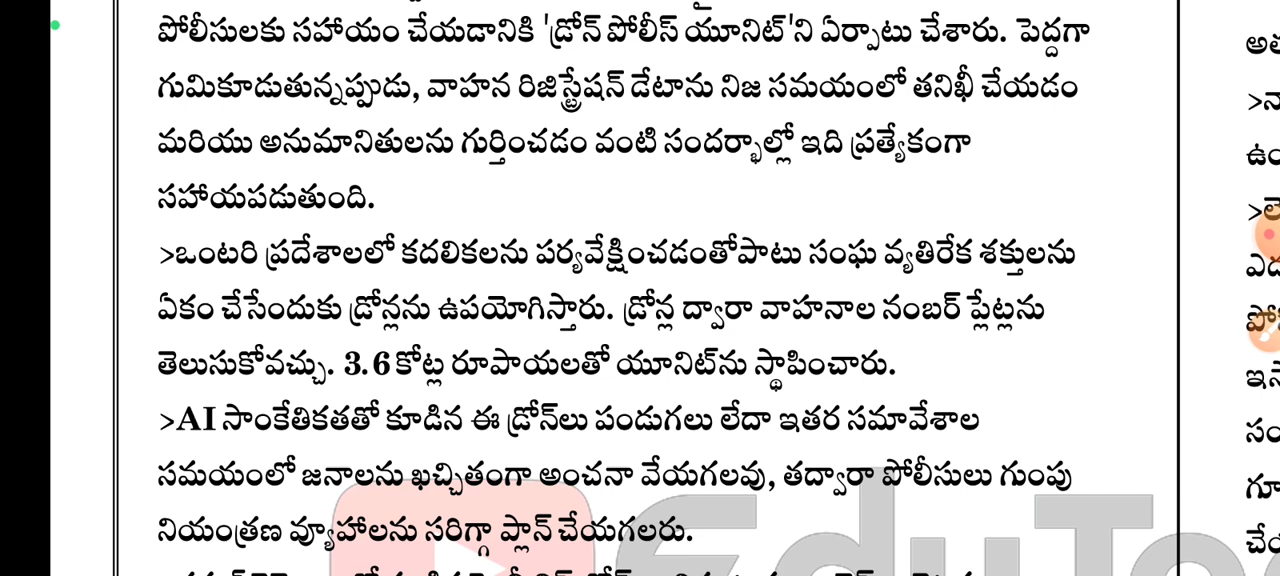 పోలీసులకు సహాయం చేయడానికి 'డ్రోన్ పోలీస్ యూనిట్'ని ఏర్పాటు చేశారు. పెద్దగా
గుమికూడుతున్నప్పుడు, వాహన రిజిస్ట్రేషన్ డేటాను నిజ సమయంలో తనిఖీ చేయడం
మరియు అనుమానితులను గుర్తించడం వంటి సందర్భాల్లో ఇది ప్రత్యేకంగా
సహాయపడుతుంది.
>ఒంటరి ప్రదేశాలలో కదలికలను పర్యవేక్షించడంతోపాటు సంఘ వ్యతిరేక శక్తులను
ఏకం చేసేందుకు డ్రోన్లను ఉపయోగిస్తారు. డ్రోన్ల ద్వారా వాహనాల నంబర్ ప్లేట్లను
తెలుసుకోవచ్చు. 3.6 కోట్ల రూపాయలతో యూనిట్‌ను స్థాపించారు.
>AI సాంకేతికతతో కూడిన ఈ డ్రోన్‌లు పండుగలు లేదా ఇతర సమావేశాల
సమయంలో జనాలను ఖచ్చితంగా అంచనా వేయగలవు, తద్వారా పోలీసులు గుంపు
నియంత్రణ వ్యూహాలను సరిగ్గా ప్లాన్ చేయగలరు.